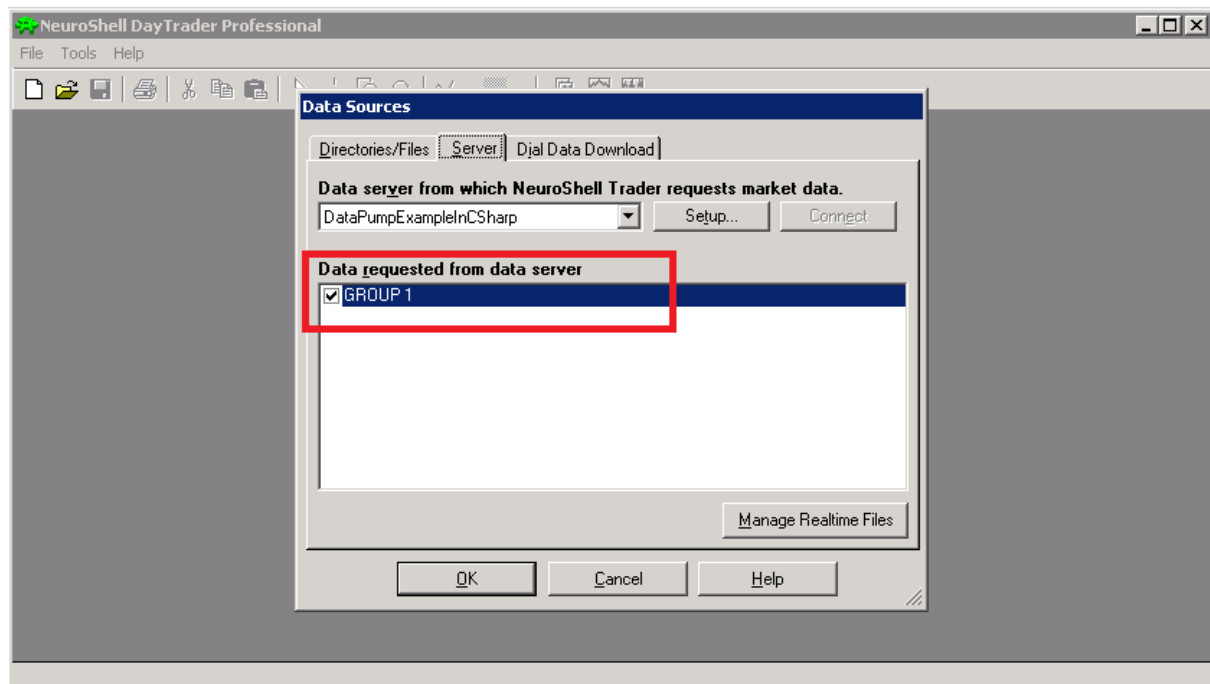 NeuroShell DayTrader Professional
File Tools Help
Data Sources
Directories/Files Server Dial Data Download
Data server from which NeuroShell Trader requests market data.
DataPumpExampleInCSharp Setup... Connect
Data requested from data server
GROUP 1
Manage Realtime Files
OK Cancel Help